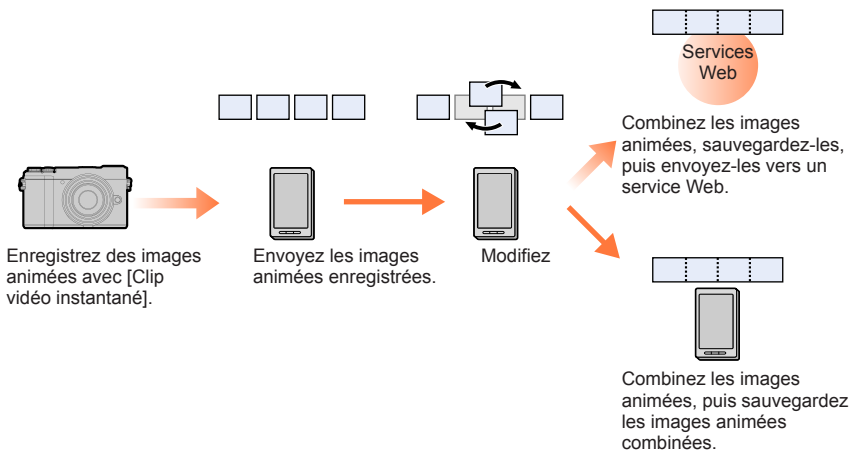 Services
Web
Combinez les images
animées, sauvegardez-les,
puis envoyez-les vers un
service Web.
Enregistrez des images
animées avec [Clip
vidéo instantané].
Envoyez les images
animées enregistrées.
Modifiez
Combinez les images
animées, puis sauvegardez
les images animées
combinées.